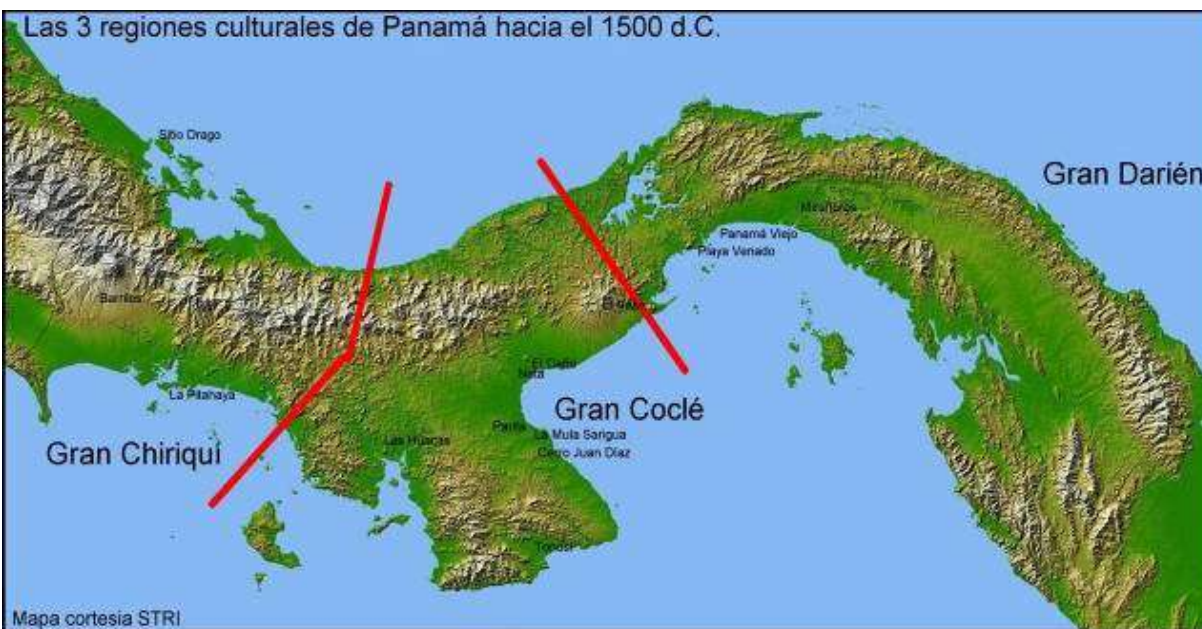 Las 3 regiones culturales de Panamá hacia el 1500 d.C.
Sitio Drago
Gran Darién
Miraflores
Panamá Viejo
Playa Venado
Barriles
El Caño
Natá
La Pitahaya
Gran Coclé
Parita
La Mula Sarigua
Las Huacas
Cerro Juan Díaz
Gran Chiriquí
Tonosí
Mapa cortesia STRI